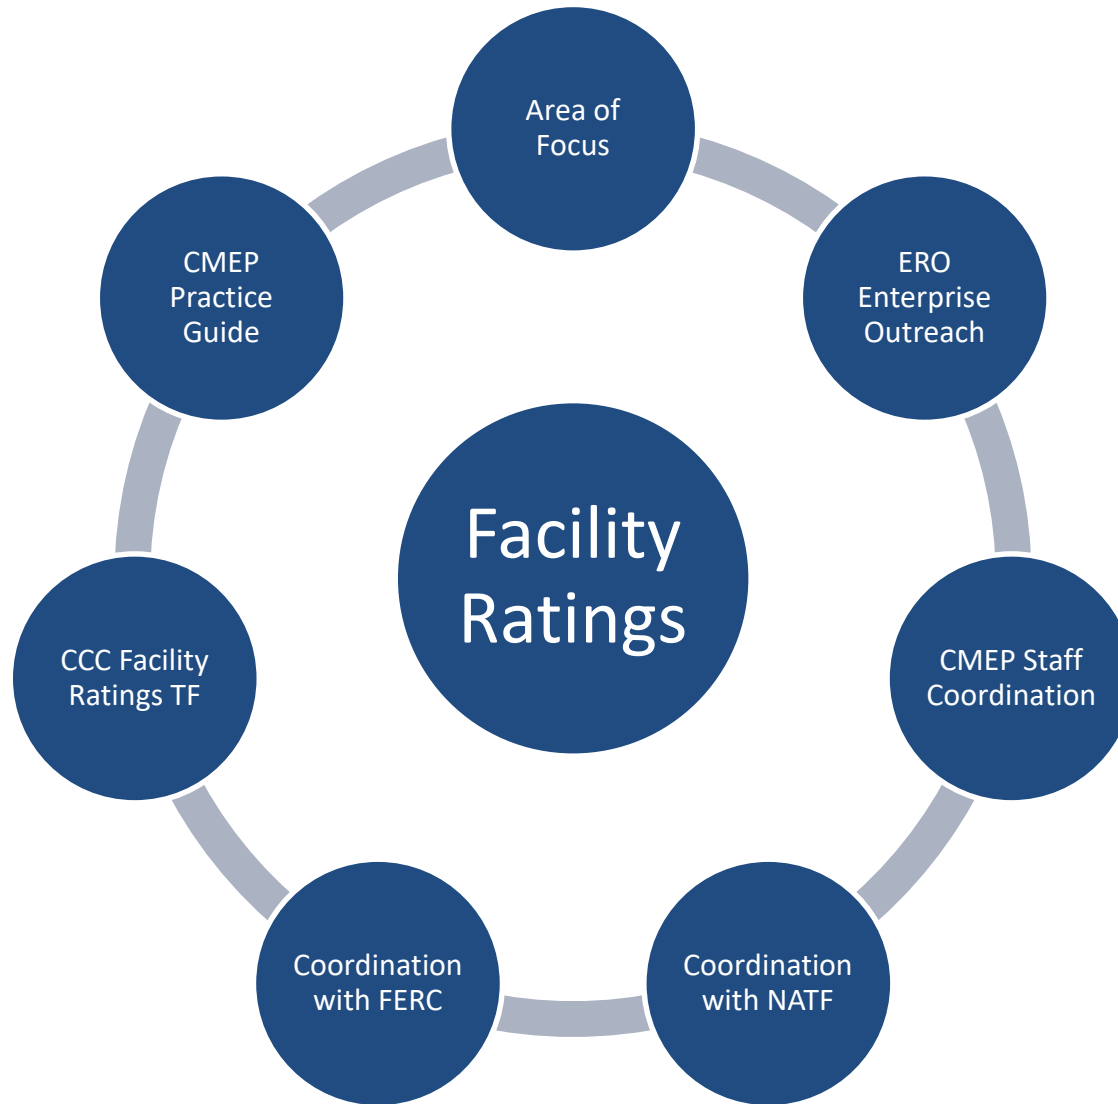 Area of
Focus
ERO
Enterprise
Outreach
CMEP Staff
Coordination
Coordination
with NATF
Coordination
with FERC
CCC Facility
Ratings TF
CMEP
Practice
Guide
Facility
Ratings